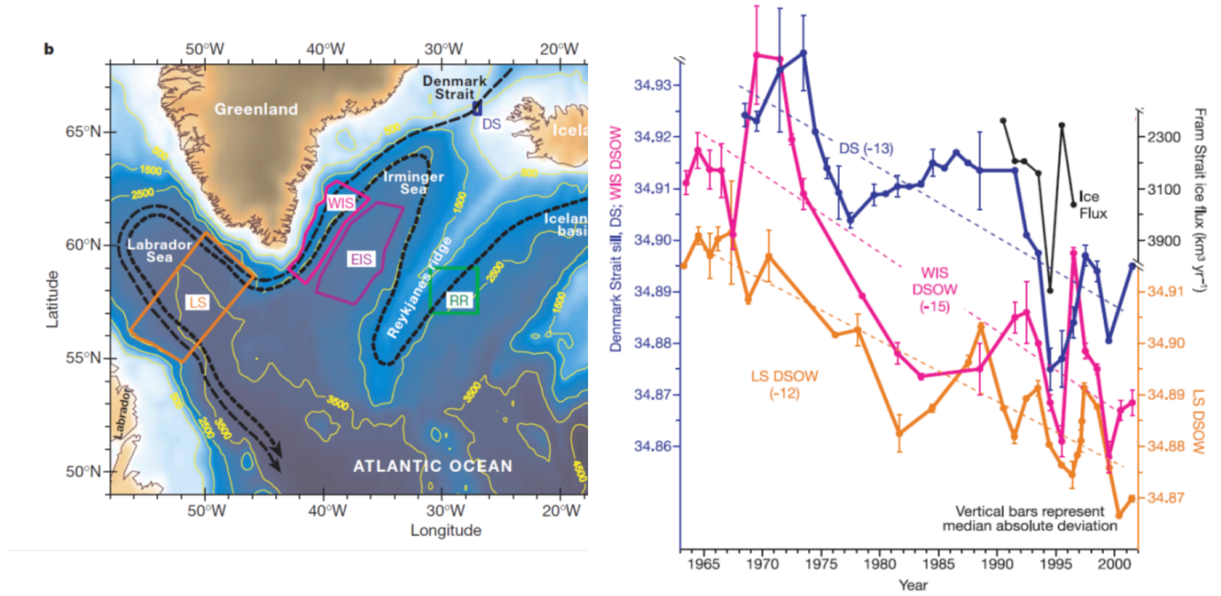 b
50°W 40°W 30°W 20°W
Denmark
Strait
Greenland
DS
65°N
500
500
1500
2500
Irminger
Sea
1500
WIS
Labrador
Sea
60°N
EIS
Reykjanes ridge
2500
1500
LS
RR
Latitude
55°N
3500
3500
Labrador
2500
3500
50°N
ATLANTIC OCEAN
4500
50°W 40°W 30°W 20°W
Longitude
Denmark Strait sill, DS; WIS DSOW
34.93
34.92
34.91
34.90
34.89
34.88
34.87
34.86
DS (-13)
WIS
DSOW
(-15)
LS DSOW
(-12)
Ice
Flux
2300
3100
3900
Fram Strait ice flux (km³ yr⁻¹)
34.91
34.90
34.89
34.88
34.87
LS DSOW
Vertical bars represent
median absolute deviation
1965 1970 1975 1980 1985 1990 1995 2000
Year